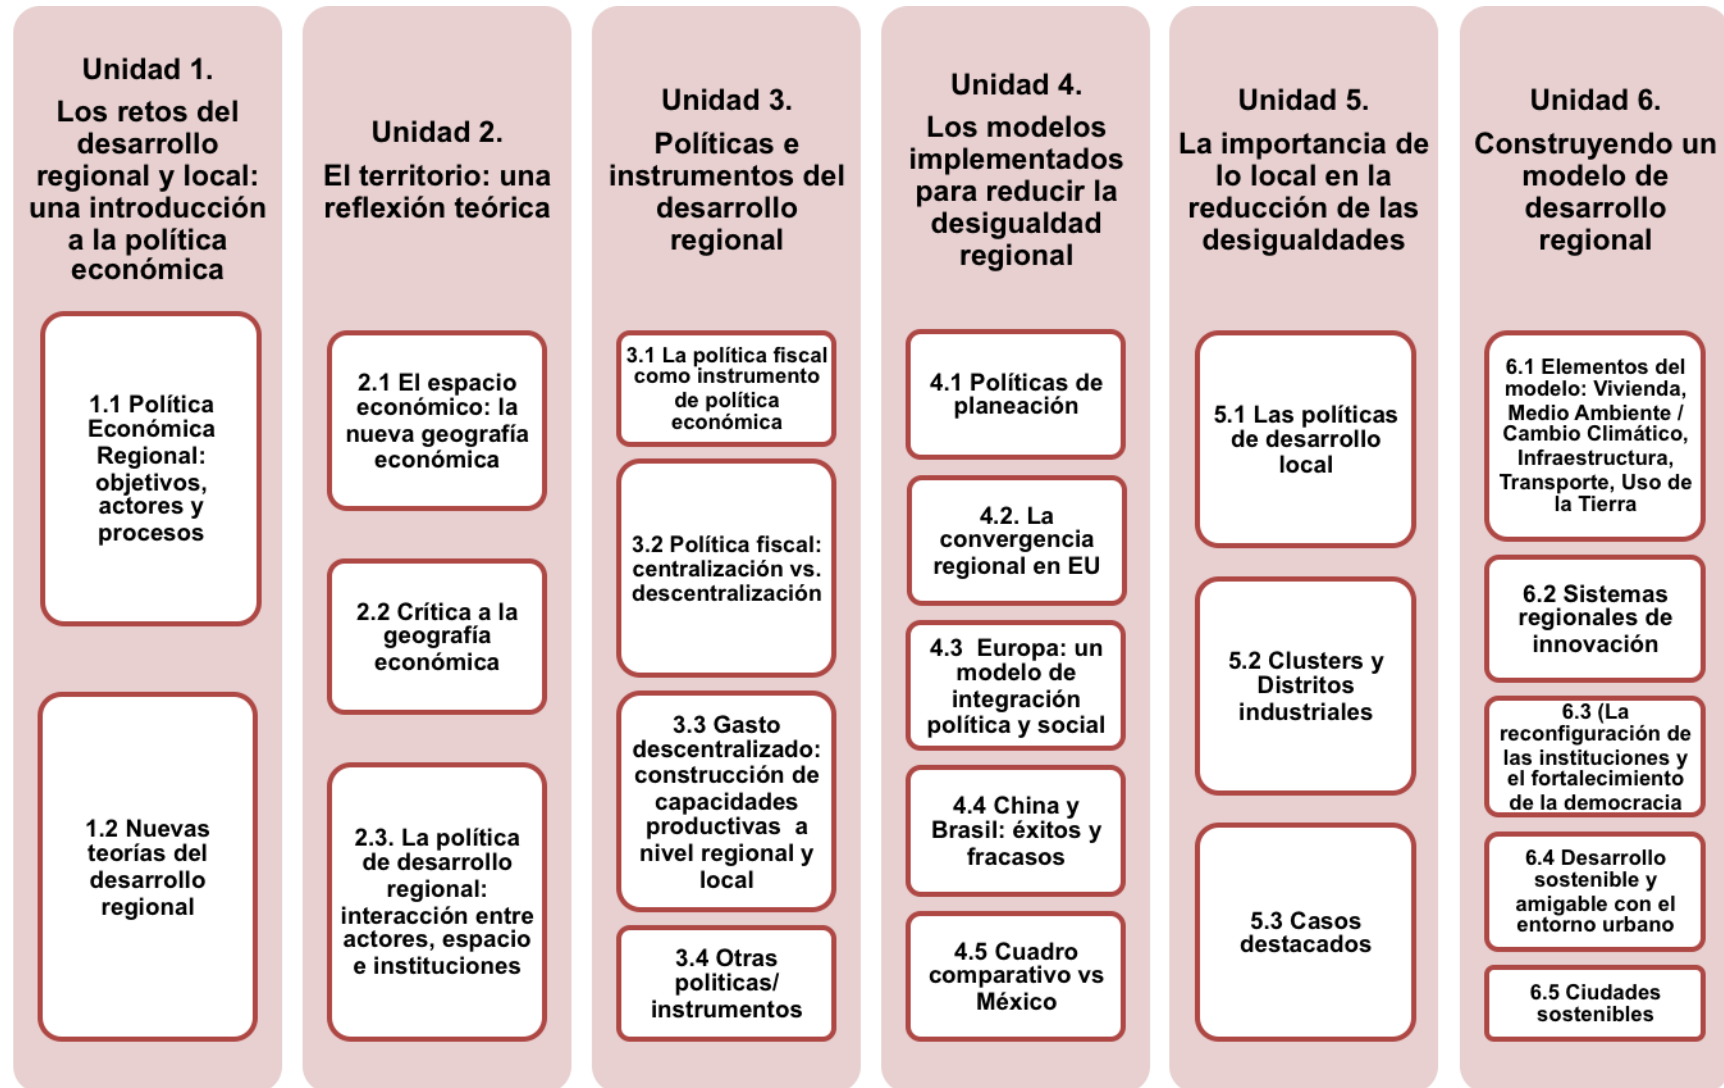 Unidad 1.
Los retos del
desarrollo
regional y local:
una introducción
a la política
económica
1.1 Política
Económica
Regional:
objetivos,
actores y
procesos
1.2 Nuevas
teorías del
desarrollo
regional
Unidad 2.
El territorio: una
reflexión teórica
2.1 El espacio
económico: la
nueva geografía
económica
2.2 Crítica a la
geografía
económica
2.3. La política
de desarrollo
regional:
interacción entre
actores, espacio
e instituciones
Unidad 3.
Políticas e
instrumentos del
desarrollo
regional
3.1 La política fiscal
como instrumento
de política
económica
3.2 Política fiscal:
centralización vs.
descentralización
3.3 Gasto
descentralizado:
construcción de
capacidades
productivas a
nivel regional y
local
3.4 Otras
politicas/
instrumentos
Unidad 4.
Los modelos
implementados
para reducir la
desigualdad
regional
4.1 Políticas de
planeación
4.2. La
convergencia
regional en EU
4.3 Europa: un
modelo de
integración
política y social
4.4 China y
Brasil: éxitos y
fracasos
4.5 Cuadro
comparativo vs
México
Unidad 5.
La importancia de
lo local en la
reducción de las
desigualdades
5.1 Las políticas
de desarrollo
local
5.2 Clusters y
Distritos
industriales
5.3 Casos
destacados
Unidad 6.
Construyendo un
modelo de
desarrollo
regional
6.1 Elementos del
modelo: Vivienda,
Medio Ambiente /
Cambio Climático,
Infraestructura,
Transporte, Uso de
la Tierra
6.2 Sistemas
regionales de
innovación
6.3 (La
reconfiguración de
las instituciones y
el fortalecimiento
de la democracia
6.4 Desarrollo
sostenible y
amigable con el
entorno urbano
6.5 Ciudades
sostenibles